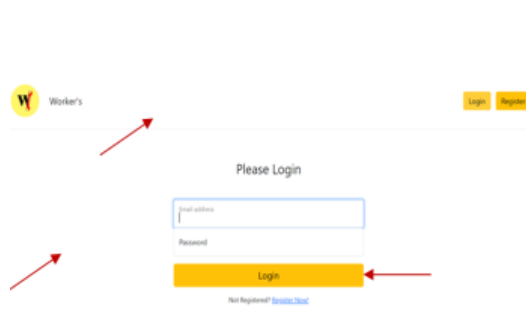 W
Worker's
Login
Register
Please Login
Email address
Password
Login
Not Registered? Register Now!